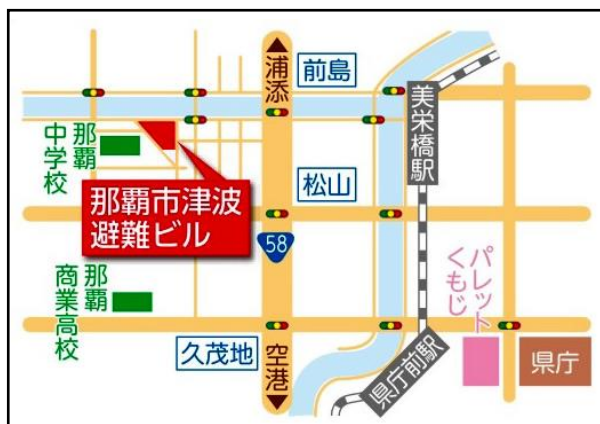 浦添
前島
美栄橋駅
那覇
中学校
那覇市津波
避難ビル
松山
58
那覇
商業高校
パレット
くもじ
久茂地
空港
県庁前駅
県庁